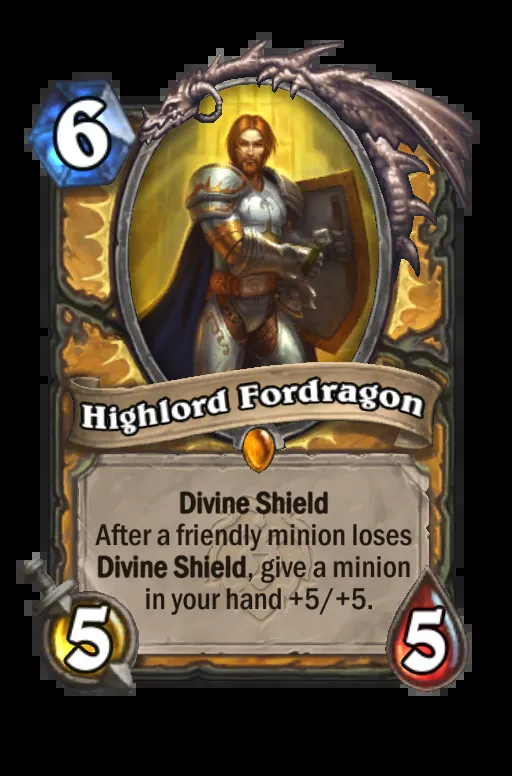 6
Highlord Fordragon
Divine Shield
After a friendly minion loses
Divine Shield, give a minion
in your hand +5/+5.
5
5